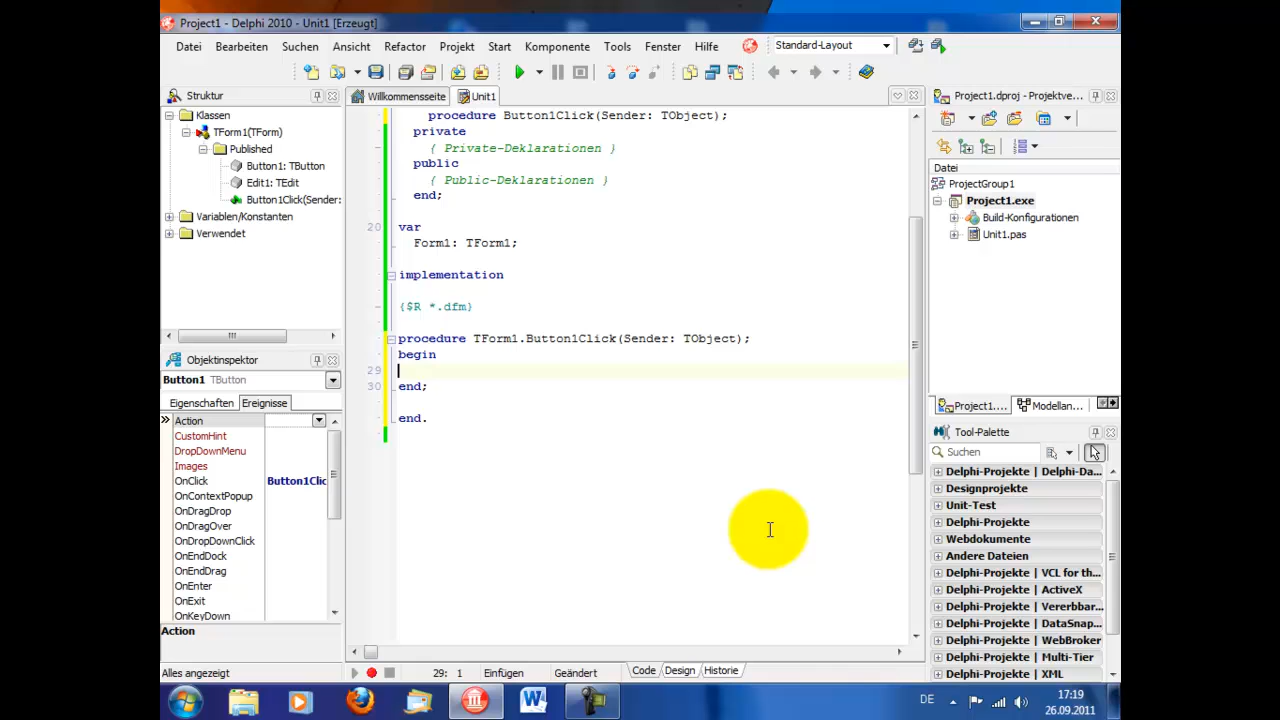 Project1 - Delphi 2010 - Unit1 [Erzeugt]
Datei Bearbeiten Suchen Ansicht Refactor Projekt Start Komponente Tools Fenster Hilfe Standard-Layout
Struktur
Klassen
TForm1(TForm)
Published
Button1: TButton
Edit1: TEdit
Button1Click(Sender:
Variablen/Konstanten
Verwendet
Objektinspektor
Button1 TButton
Eigenschaften Ereignisse
Action
CustomHint
DropDownMenu
Images
OnClick Button1Clic
OnContextPopup
OnDragDrop
OnDragOver
OnDropDownClick
OnEndDock
OnEndDrag
OnEnter
OnExit
OnKeyDown
Action
Alles angezeigt
Willkommensseite Unit1
procedure Button1Click(Sender: TObject);
private
{ Private-Deklarationen }
public
{ Public-Deklarationen }
end;
20 var
Form1: TForm1;
implementation
{$R *.dfm}
procedure TForm1.Button1Click(Sender: TObject);
begin
29
30 end;
end.
29: 1 Einfügen Geändert Code Design Historie
Project1.dproj - Projektve...
Datei
ProjectGroup1
Project1.exe
Build-Konfigurationen
Unit1.pas
Project1.... Modellan...
Tool-Palette
Suchen
Delphi-Projekte | Delphi-Da...
Designprojekte
Unit-Test
Delphi-Projekte
Webdokumente
Andere Dateien
Delphi-Projekte | VCL for th...
Delphi-Projekte | ActiveX
Delphi-Projekte | Vererbbar...
Delphi-Projekte | DataSnap...
Delphi-Projekte | WebBroker
Delphi-Projekte | Multi-Tier
Delphi-Projekte | XML
DE
17:19
26.09.2011